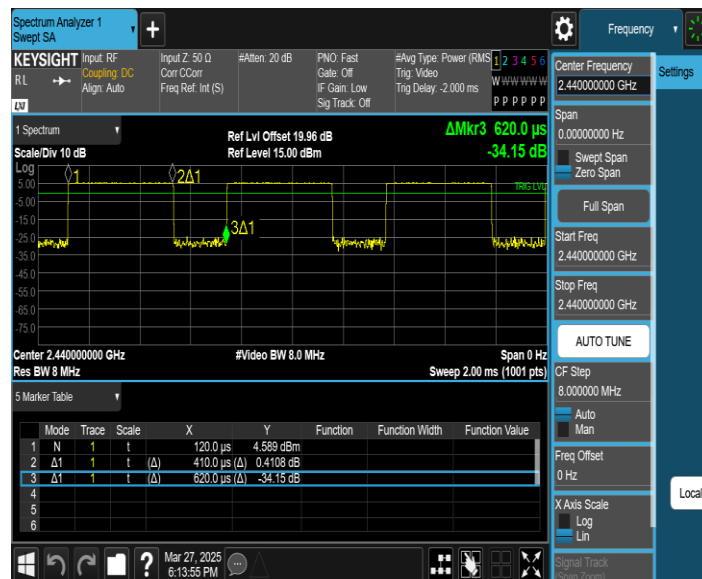 Spectrum Analyzer 1
Swept SA
+
Frequency
KEYSIGHT
RL
LXI
Input: RF
Coupling: DC
Align: Auto
Input Z: 50 Ω
Corr CCorr
Freq Ref: Int (S)
#Atten: 20 dB
PNO: Fast
Gate: Off
IF Gain: Low
Sig Track: Off
#Avg Type: Power (RMS
Trig: Video
Trig Delay: -2.000 ms
1 2 3 4 5 6
W W W W W W
P P P P P P
1 Spectrum
Scale/Div 10 dB
Log
Ref Lvl Offset 19.96 dB
Ref Level 15.00 dBm
ΔMkr3 620.0 µs
-34.15 dB
1
2Δ1
3Δ1
TRIG LVL
5.00
-5.00
-15.0
-25.0
-35.0
-45.0
-55.0
-65.0
-75.0
Center 2.440000000 GHz
#Video BW 8.0 MHz
Span 0 Hz
Res BW 8 MHz
Sweep 2.00 ms (1001 pts)
5 Marker Table
Mode Trace Scale X Y Function Function Width Function Value
1 N 1 t 120.0 µs 4.589 dBm
2 Δ1 1 t (Δ) 410.0 µs (Δ) 0.4108 dB
3 Δ1 1 t (Δ) 620.0 µs (Δ) -34.15 dB
4
5
6
?
Mar 27, 2025
6:13:55 PM
Center Frequency
2.440000000 GHz
Settings
Span
0.00000000 Hz
Swept Span
Zero Span
Full Span
Start Freq
2.440000000 GHz
Stop Freq
2.440000000 GHz
AUTO TUNE
CF Step
8.000000 MHz
Auto
Man
Freq Offset
0 Hz
Local
X Axis Scale
Log
Lin
Signal Track
(Span Zoom)